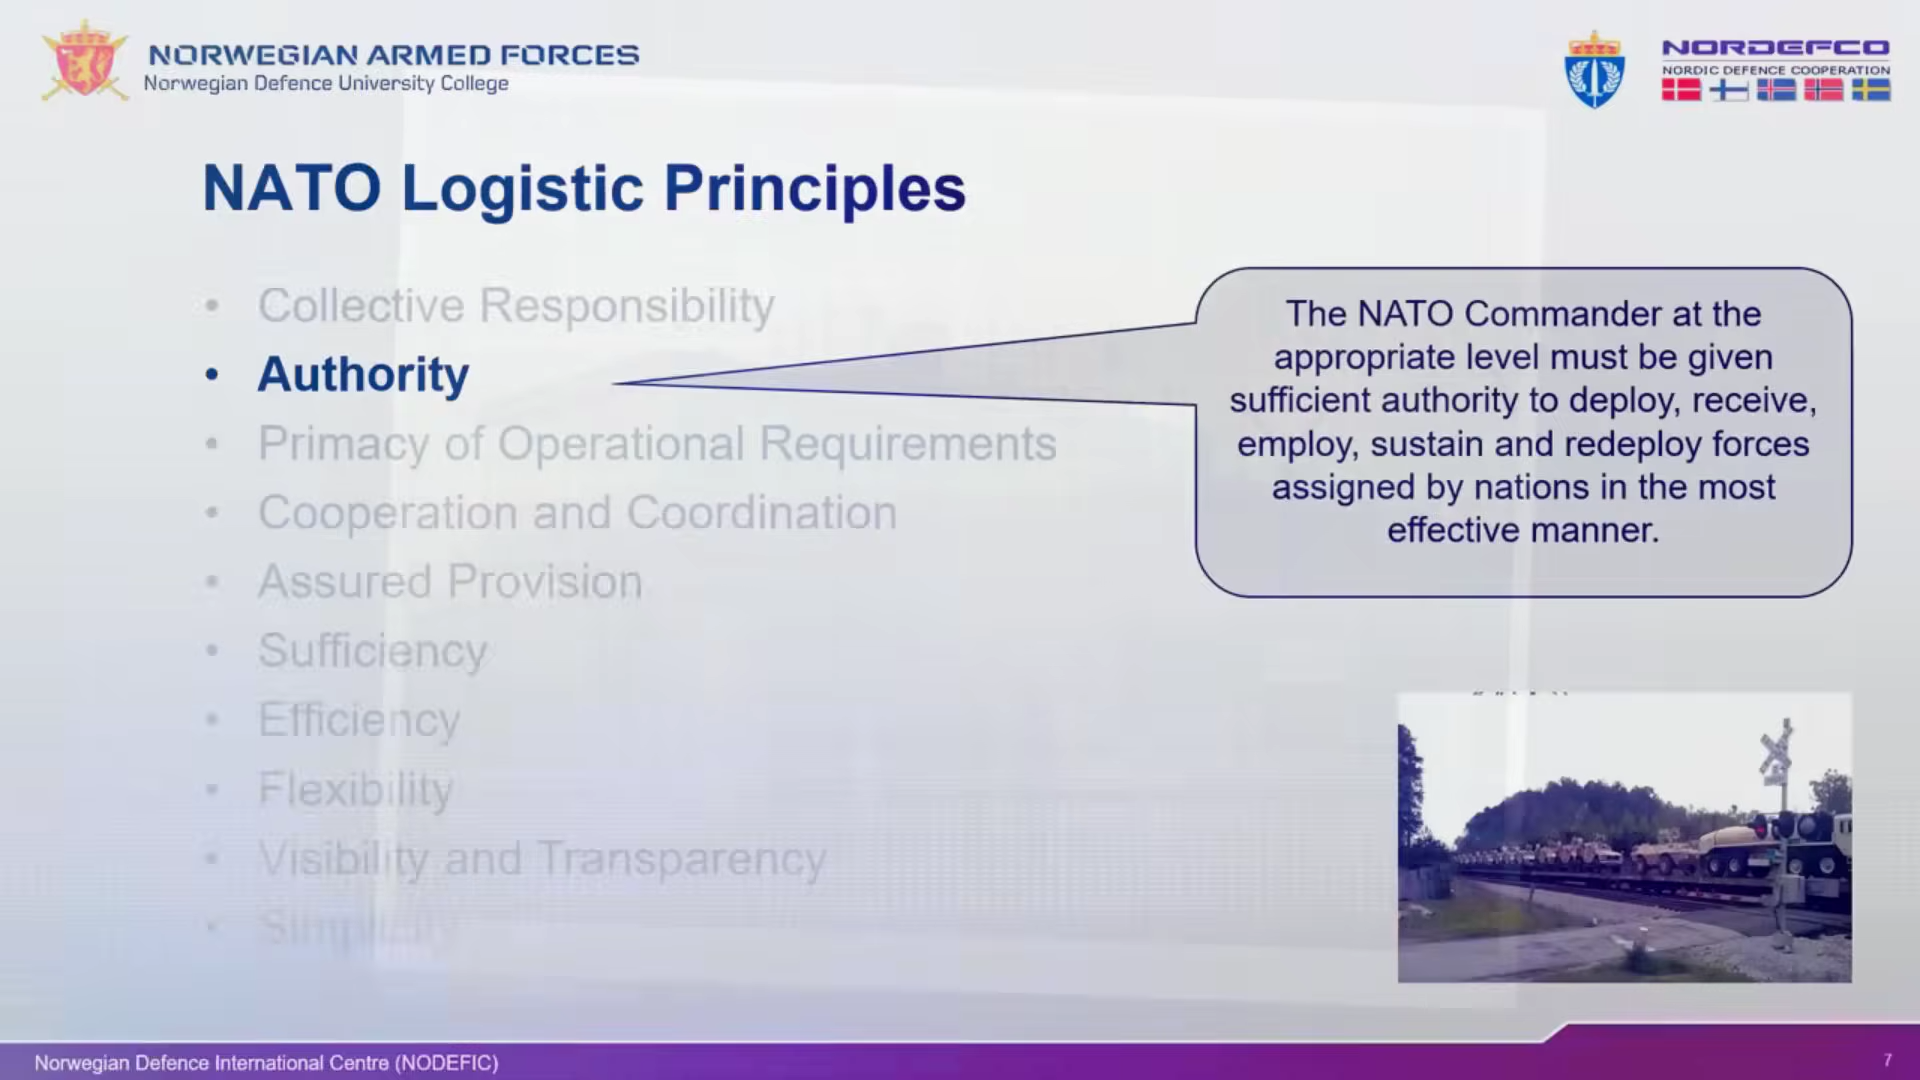 NORWEGIAN ARMED FORCES
Norwegian Defence University College
NORDEFCO
NORDIC DEFENCE COOPERATION
NATO Logistic Principles
• Collective Responsibility
• Authority
• Primacy of Operational Requirements
• Cooperation and Coordination
• Assured Provision
• Sufficiency
• Efficiency
• Flexibility
• Visibility and Transparency
• Simplicity
The NATO Commander at the
appropriate level must be given
sufficient authority to deploy, receive,
employ, sustain and redeploy forces
assigned by nations in the most
effective manner.
Norwegian Defence International Centre (NODEFIC)
7